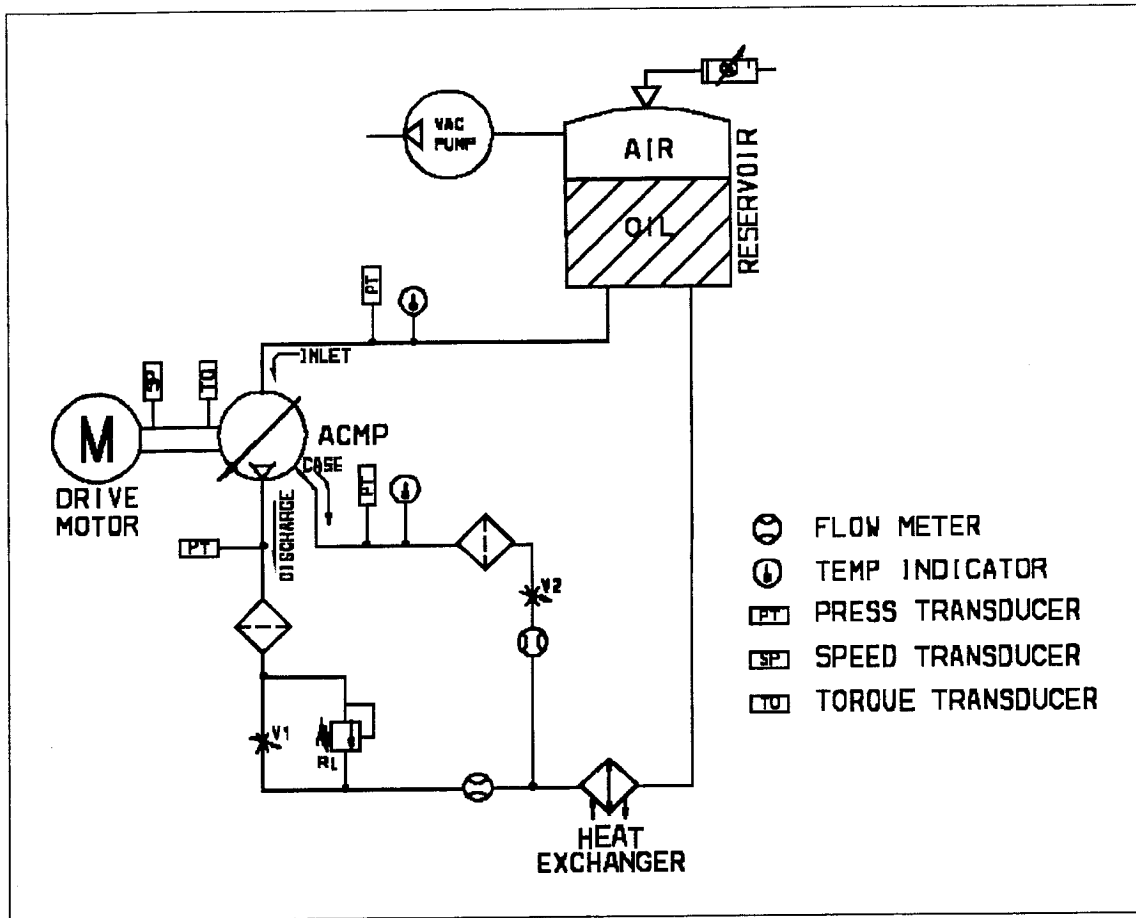 VAC
PUMP
AIR
OIL
RESERVOIR
PT
INLET
SP
TQ
M
DRIVE
MOTOR
ACMP
CASE
PT
PT
DISCHARGE
V2
V1
RL
HEAT
EXCHANGER
FLOW METER
TEMP INDICATOR
PT PRESS TRANSDUCER
SP SPEED TRANSDUCER
TQ TORQUE TRANSDUCER